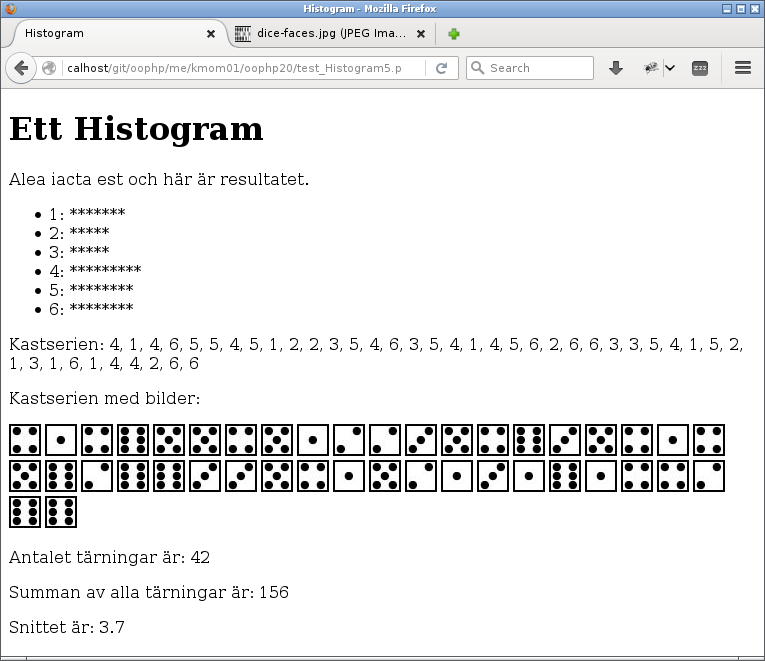 Histogram - Mozilla Firefox
Histogram
dice-faces.jpg (JPEG Ima...
calhost/git/oophp/me/kmom01/oophp20/test_Histogram5.p
Search
zzz
Ett Histogram
Alea iacta est och här är resultatet.
1: *******
2: *****
3: *****
4: *********
5: ********
6: ********
Kastserien: 4, 1, 4, 6, 5, 5, 4, 5, 1, 2, 2, 3, 5, 4, 6, 3, 5, 4, 1, 4, 5, 6, 2, 6, 6, 3, 3, 5, 4, 1, 5, 2,
1, 3, 1, 6, 1, 4, 4, 2, 6, 6
Kastserien med bilder:
Antalet tärningar är: 42
Summan av alla tärningar är: 156
Snittet är: 3.7